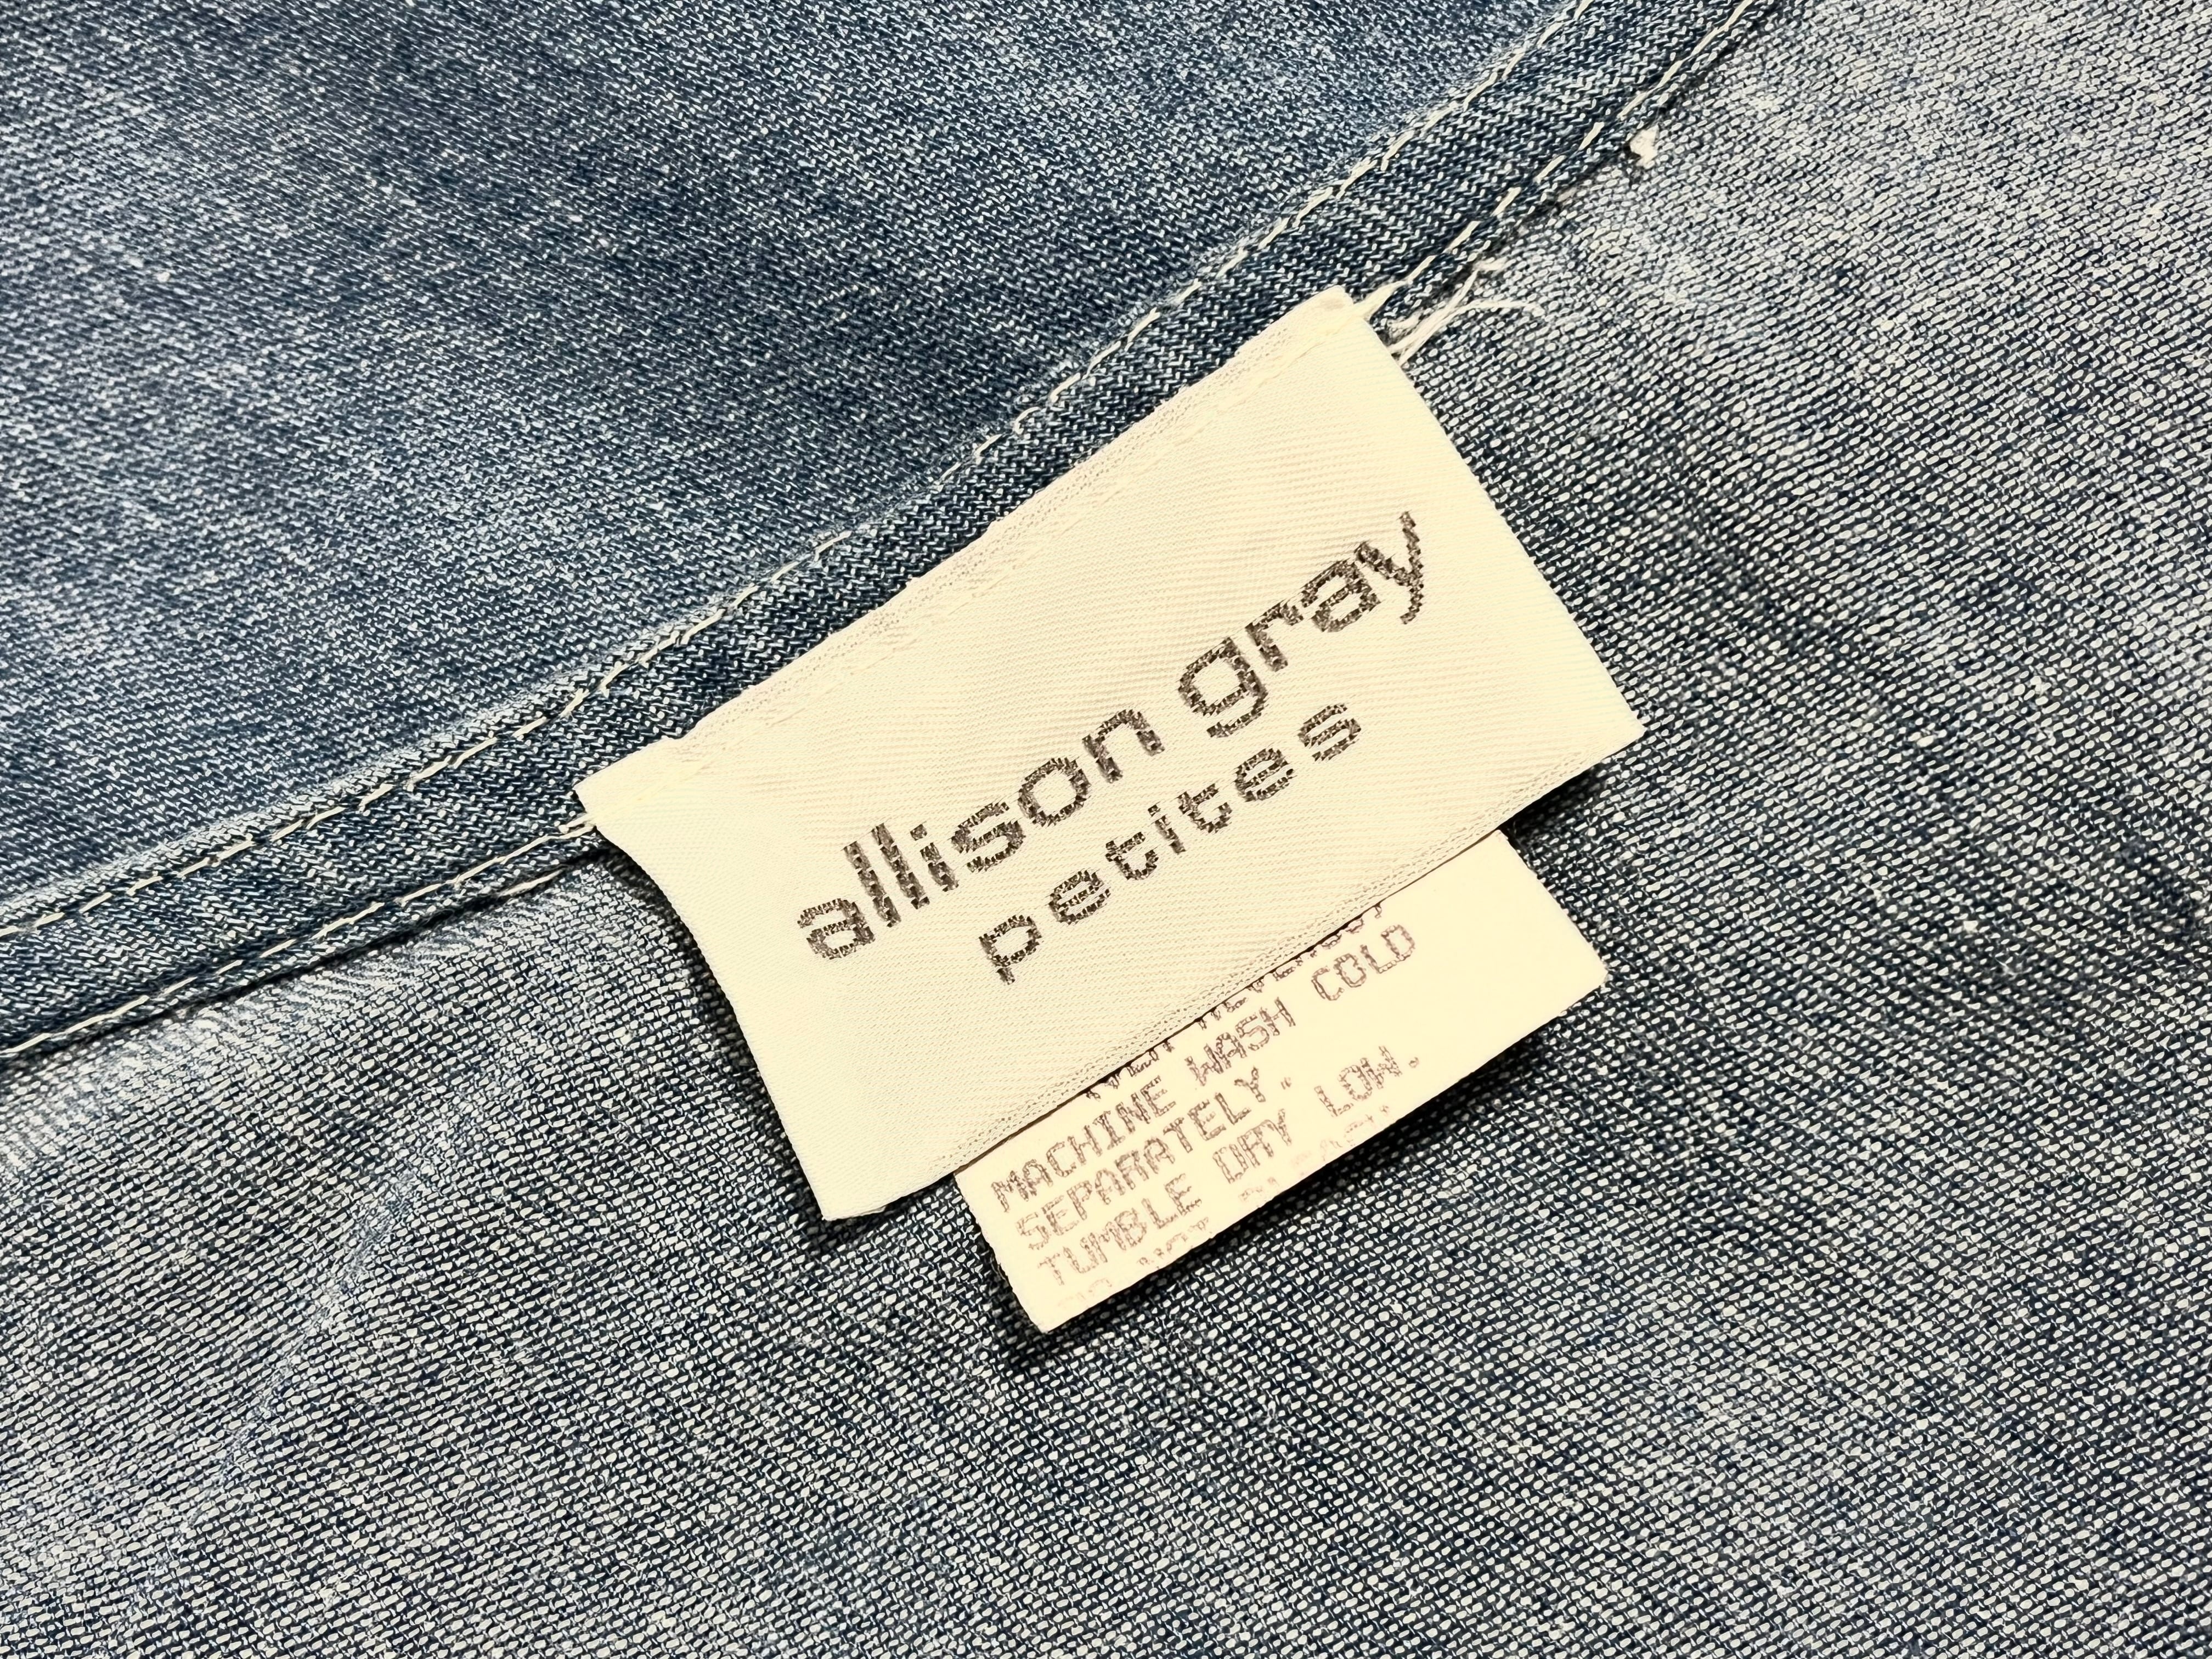 allison gray
petites
MACHINE WASH COLD
SEPARATELY.
TUMBLE DRY LOW.